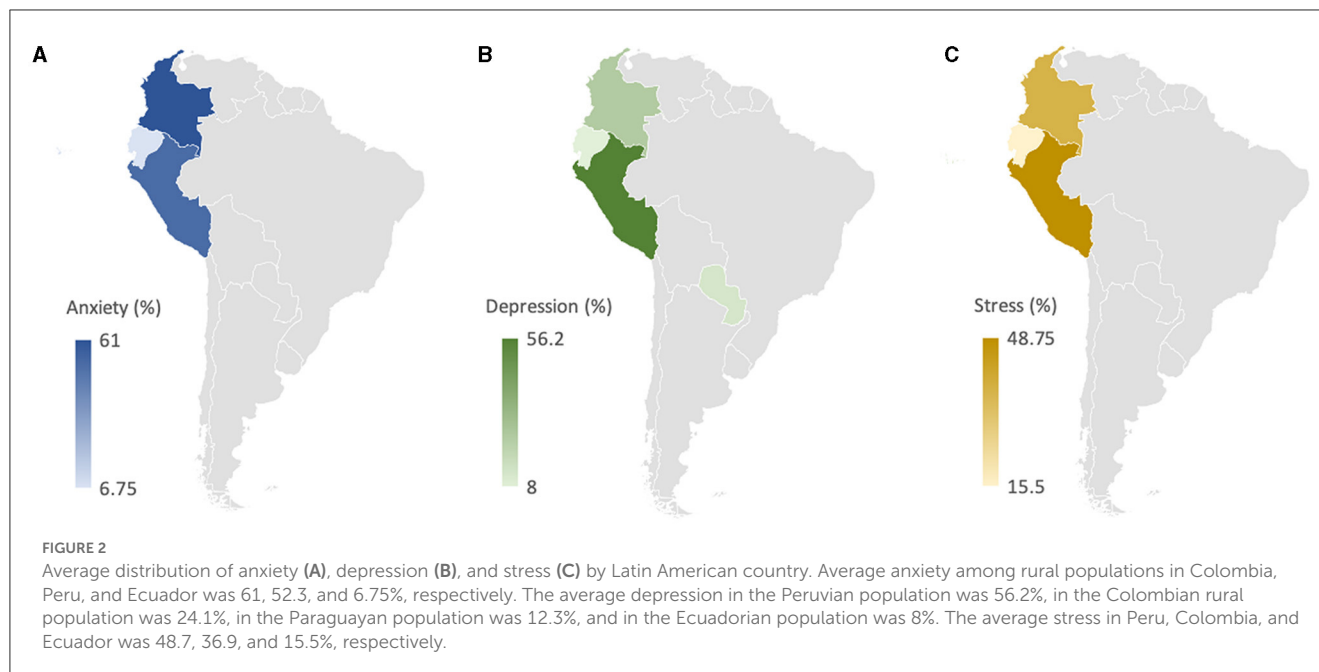 A
B
C
Anxiety (%)
61
6.75
Depression (%)
56.2
8
Stress (%)
48.75
15.5
FIGURE 2
Average distribution of anxiety (A), depression (B), and stress (C) by Latin American country. Average anxiety among rural populations in Colombia,
Peru, and Ecuador was 61, 52.3, and 6.75%, respectively. The average depression in the Peruvian population was 56.2%, in the Colombian rural
population was 24.1%, in the Paraguayan population was 12.3%, and in the Ecuadorian population was 8%. The average stress in Peru, Colombia, and
Ecuador was 48.7, 36.9, and 15.5%, respectively.